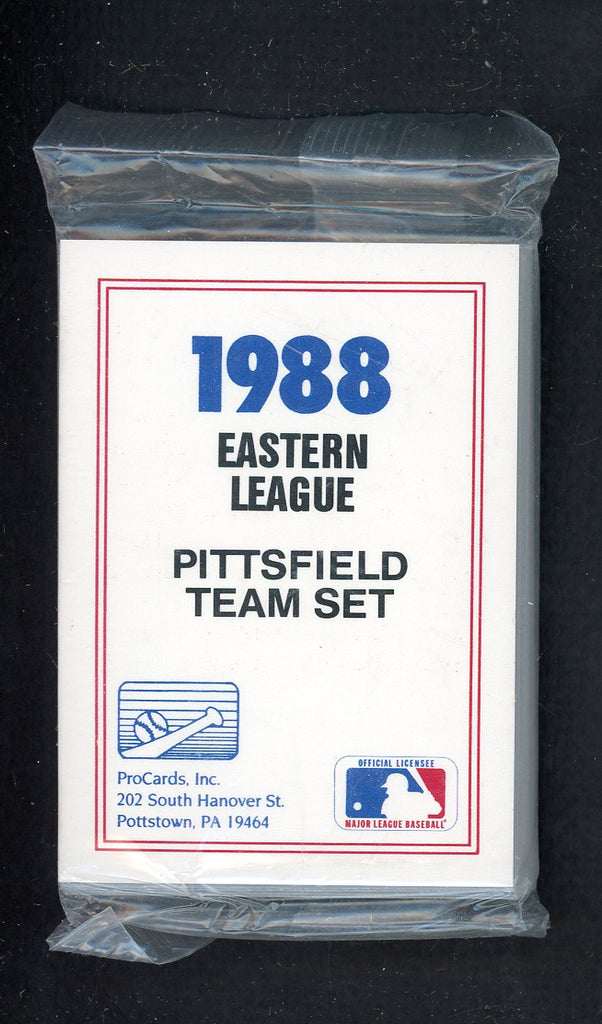 1988
EASTERN
LEAGUE
PITTSFIELD
TEAM SET
ProCards, Inc.
202 South Hanover St.
Pottstown, PA 19464
OFFICIAL LICENSEE
MAJOR LEAGUE BASEBALL®